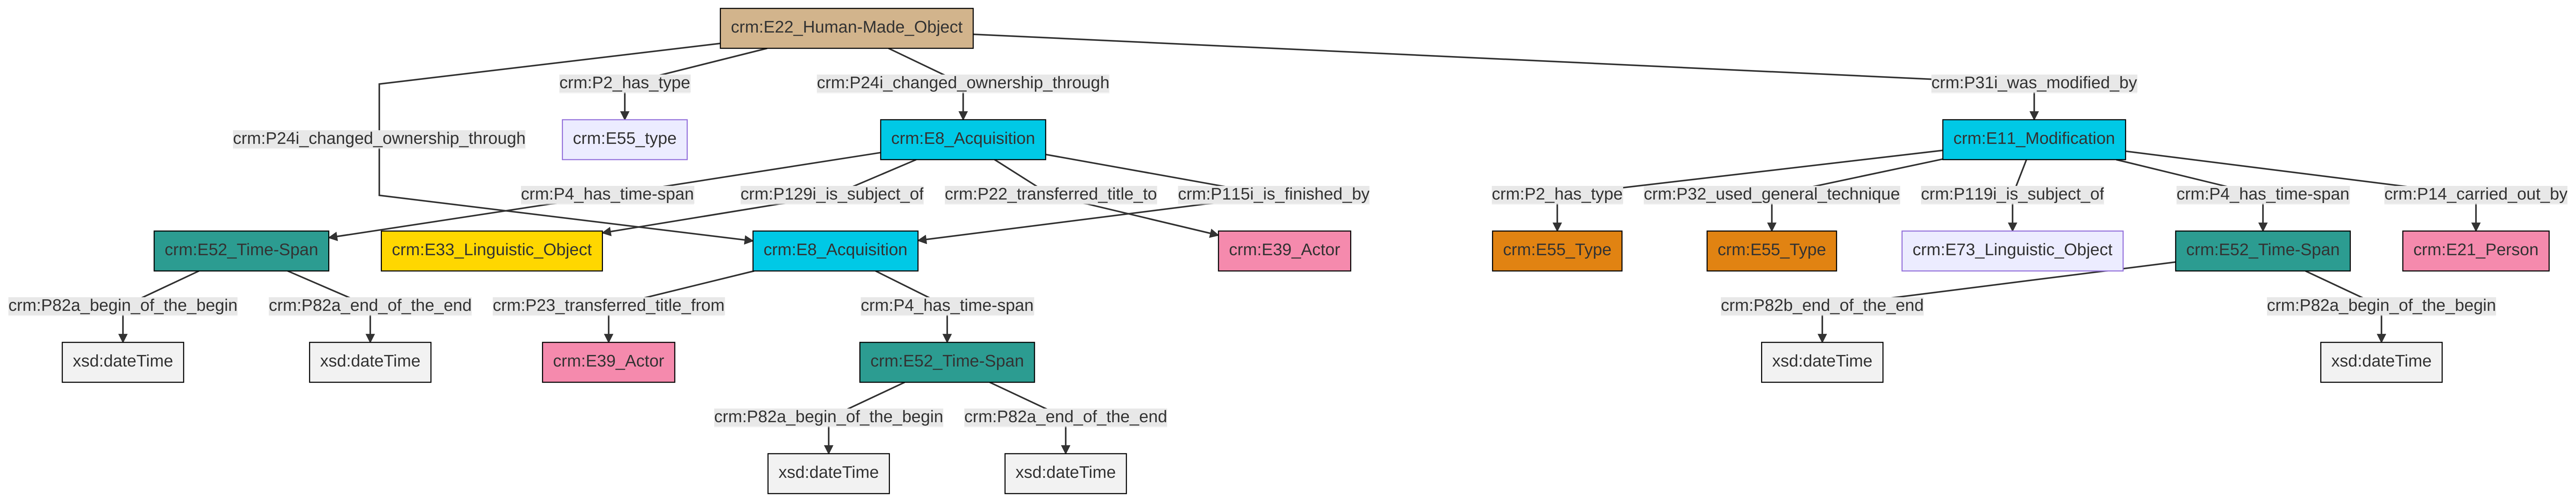 crm:E22_Human-Made_Object
crm:P2_has_type
crm:P24i_changed_ownership_through
crm:P31i_was_modified_by
crm:P24i_changed_ownership_through
crm:E55_type
crm:E8_Acquisition
crm:E11_Modification
crm:P4_has_time-span
crm:P129i_is_subject_of
crm:P22_transferred_title_to
crm:P115i_is_finished_by
crm:P2_has_type
crm:P32_used_general_technique
crm:P119i_is_subject_of
crm:P4_has_time-span
crm:P14_carried_out_by
crm:E52_Time-Span
crm:E33_Linguistic_Object
crm:E8_Acquisition
crm:E39_Actor
crm:E55_Type
crm:E55_Type
crm:E73_Linguistic_Object
crm:E52_Time-Span
crm:E21_Person
crm:P82a_begin_of_the_begin
crm:P82a_end_of_the_end
crm:P23_transferred_title_from
crm:P4_has_time-span
crm:P82b_end_of_the_end
crm:P82a_begin_of_the_begin
xsd:dateTime
xsd:dateTime
crm:E39_Actor
crm:E52_Time-Span
xsd:dateTime
xsd:dateTime
crm:P82a_begin_of_the_begin
crm:P82a_end_of_the_end
xsd:dateTime
xsd:dateTime